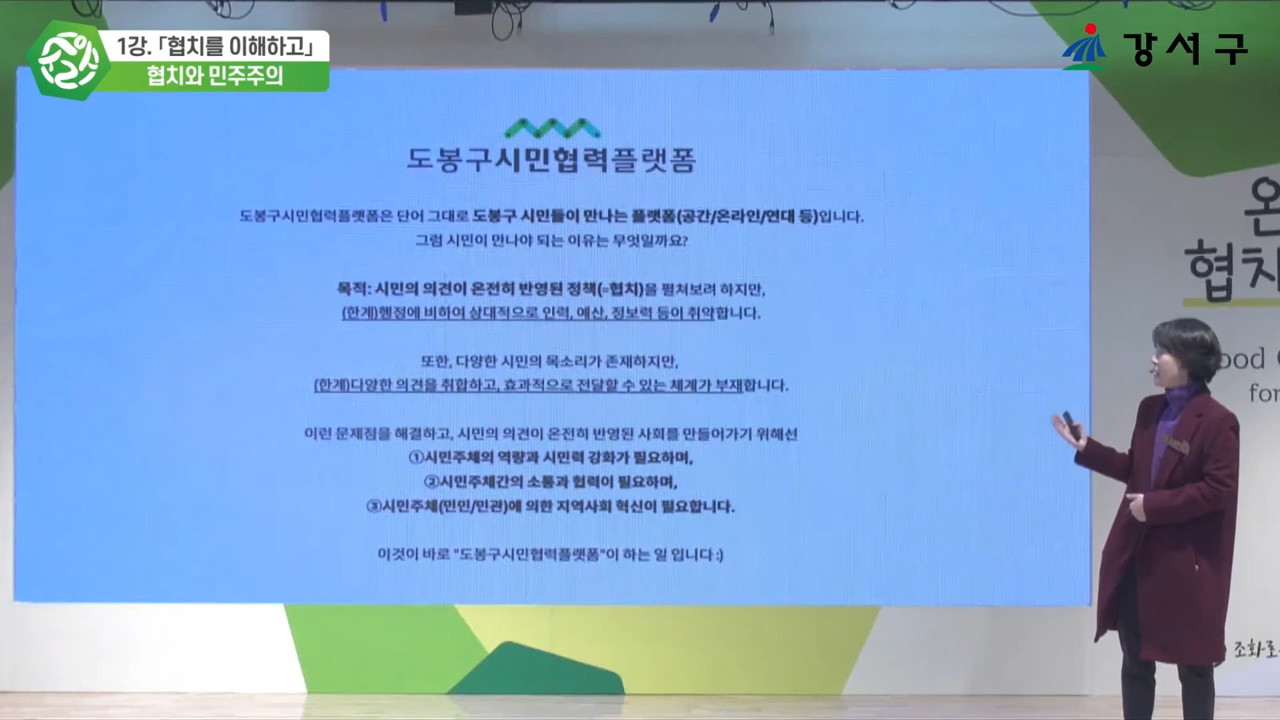 1강. 「협치를 이해하고」
협치와 민주주의
강서구
도봉구시민협력플랫폼
도봉구시민협력플랫폼은 단어 그대로 도봉구 시민들이 만나는 플랫폼(공간/온라인/연대 등)입니다.
그럼 시민이 만나야 되는 이유는 무엇일까요?
목적: 시민의 의견이 온전히 반영된 정책(=협치)을 펼쳐보려 하지만,
(한계)행정에 비하여 상대적으로 인력, 예산, 정보력 등이 취약합니다.
또한, 다양한 시민의 목소리가 존재하지만,
(한계)다양한 의견을 취합하고, 효과적으로 전달할 수 있는 체계가 부재합니다.
이런 문제점을 해결하고, 시민의 의견이 온전히 반영된 사회를 만들어가기 위해선
①시민주체의 역량과 시민력 강화가 필요하며,
②시민주체간의 소통과 협력이 필요하며,
③시민주체(민민/민관)에 의한 지역사회 혁신이 필요합니다.
이것이 바로 "도봉구시민협력플랫폼"이 하는 일 입니다 :)
온
협치
ood
for
조화로